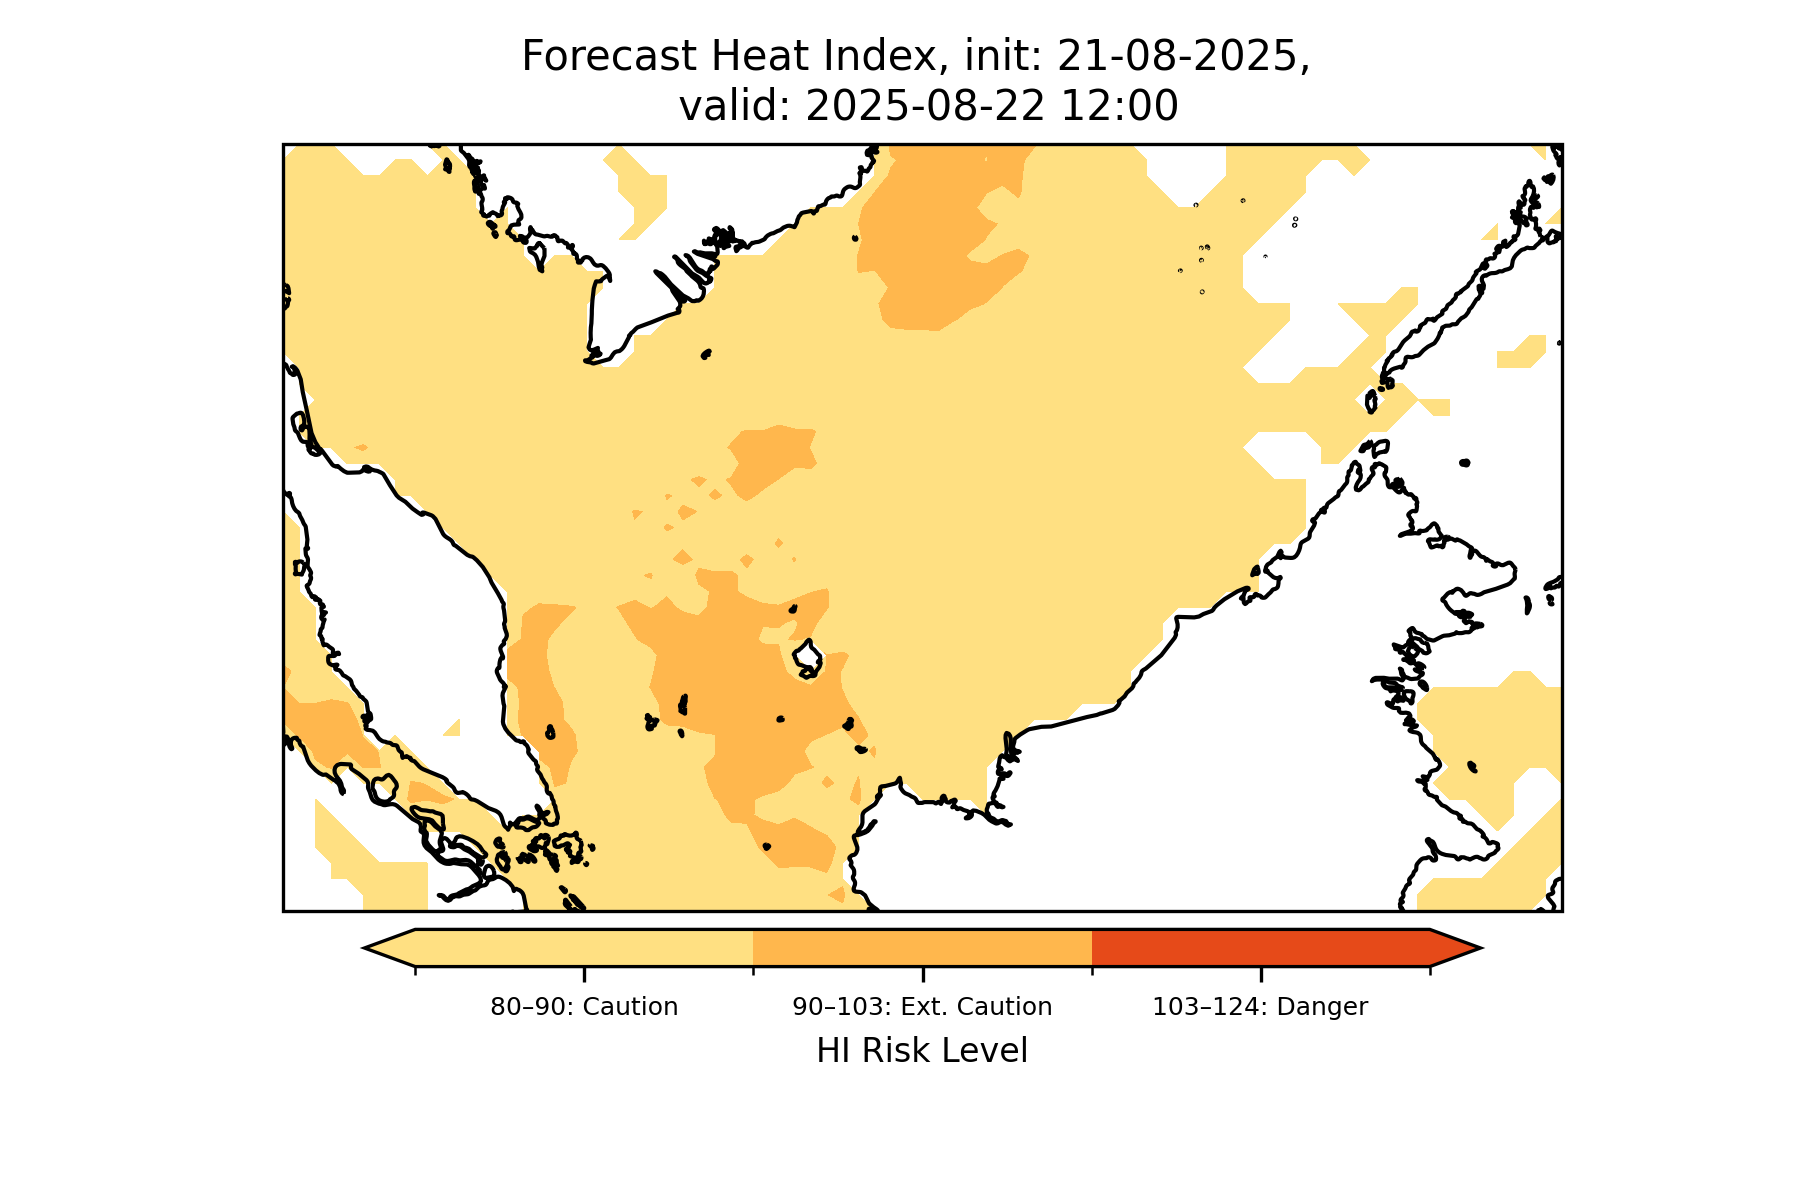 Forecast Heat Index, init: 21-08-2025,
valid: 2025-08-22 12:00
80–90: Caution
90–103: Ext. Caution
103–124: Danger
HI Risk Level